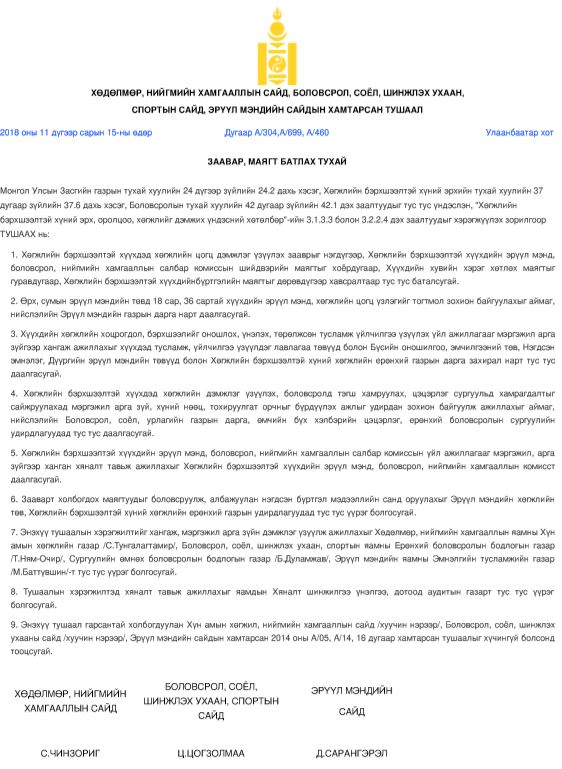 ХӨДӨЛМӨР, НИЙГМИЙН ХАМГААЛЛЫН САЙД, БОЛОВСРОЛ, СОЁЛ, ШИНЖЛЭХ УХААН,
СПОРТЫН САЙД, ЭРҮҮЛ МЭНДИЙН САЙДЫН ХАМТАРСАН ТУШААЛ
2018 оны 11 дүгээр сарын 15-ны өдөр Дугаар А/304,А/699, А/460 Улаанбаатар хот
ЗААВАР, МАЯГТ БАТЛАХ ТУХАЙ
Монгол Улсын Засгийн газрын тухай хуулийн 24 дүгээр зүйлийн 24.2 дахь хэсэг, Хөгжлийн бэрхшээлтэй хүний эрхийн тухай хуулийн 37
дугаар зүйлийн 37.6 дахь хэсэг, Боловсролын тухай хуулийн 42 дугаар зүйлийн 42.1 дэх заалтуудыг тус тус үндэслэн, "Хөгжлийн
бэрхшээлтэй хүний эрх, оролцоо, хөгжлийг дэмжих үндэсний хөтөлбөр"-ийн 3.1.3.3 болон 3.2.2.4 дэх заалтуудыг хэрэгжүүлэх зорилгоор
ТУШААХ нь:
1. Хөгжлийн бэрхшээлтэй хүүхдэд хөгжлийн цогц дэмжлэг үзүүлэх зааврыг нэгдүгээр, Хөгжлийн бэрхшээлтэй хүүхдийн эрүүл мэнд,
боловсрол, нийгмийн хамгааллын салбар комиссын шийдвэрийн маягтыг хоёрдугаар, Хүүхдийн хувийн хэрэг хөтлөх маягтыг
гуравдугаар, Хөгжлийн бэрхшээлтэй хүүхдийнбүртгэлийн маягтыг дөрөвдүгээр хавсралтаар тус тус баталсугай.
2. Өрх, сумын эрүүл мэндийн төвд 18 сар, 36 сартай хүүхдийн эрүүл мэнд, хөгжлийн цогц үзлэгийг тогтмол зохион байгуулахыг аймаг,
нийслэлийн Эрүүл мэндийн газрын дарга нарт даалгасугай.
3. Хүүхдийн хөгжлийн хоцрогдол, бэрхшээлийг оношлох, үнэлэх, төрөлжсөн тусламж үйлчилгээ үзүүлэх үйл ажиллагааг мэргэжил арга
зүйгээр хангаж ажиллахыг хүүхдэд тусламж, үйлчилгээ үзүүлдэг лавлагаа төвүүд болон Бүсийн оношилгоо, эмчилгээний төв, Нэгдсэн
эмнэлэг, Дүүргийн эрүүл мэндийн төвүүд болон Хөгжлийн бэрхшээлтэй хүний хөгжлийн ерөнхий газрын дарга захирал нарт тус тус
даалгасугай.
4. Хөгжлийн бэрхшээлтэй хүүхдэд хөгжлийн дэмжлэг үзүүлэх, боловсролд тэгш хамруулах, цэцэрлэг сургуульд хамрагдалтыг
сайжруулахад мэргэжил арга зүй, хүний нөөц, тохируулгат орчныг бүрдүүлэх ажлыг удирдан зохион байгуулж ажиллахыг аймаг,
нийслэлийн Боловсрол, соёл, урлагийн газрын дарга, өмчийн бүх хэлбэрийн цэцэрлэг, ерөнхий боловсролын сургуулийн
удирдлагуудад тус тус даалгасугай.
5. Хөгжлийн бэрхшээлтэй хүүхдийн эрүүл мэнд, боловсрол, нийгмийн хамгааллын салбар комиссын үйл ажиллагааг мэргэжил, арга
зүйгээр ханган хяналт тавьж ажиллахыг Хөгжлийн бэрхшээлтэй хүүхдийн эрүүл мэнд, боловсрол, нийгмийн хамгааллын комисст
даалгасугай.
6. Зааварт холбогдох маягтуудыг боловсруулж, албажуулан нэгдсэн бүртгэл мэдээллийн санд оруулахыг Эрүүл мэндийн хөгжлийн
төв, Хөгжлийн бэрхшээлтэй хүний хөгжлийн ерөнхий газрын удирдлагуудад тус тус үүрэг болгосугай.
7. Энэхүү тушаалын хэрэгжилтийг хангаж, мэргэжил арга зүйн дэмжлэг үзүүлж ажиллахыг Хөдөлмөр, нийгмийн хамгааллын яамны Хүн
амын хөгжлийн газар /С.Тунгалагтамир/, Боловсрол, соёл, шинжлэх ухаан, спортын яамны Ерөнхий боловсролын бодлогын газар
/Т.Ням-Очир/, Сургуулийн өмнөх боловсролын бодлогын газар /Б.Дуламжав/, Эрүүл мэндийн яамны Эмнэлгийн тусламжийн газар
/М.Баттүвшин/-т тус тус үүрэг болгосугай.
8. Тушаалын хэрэгжилтэд хяналт тавьж ажиллахыг яамдын Хяналт шинжилгээ үнэлгээ, дотоод аудитын газарт тус тус үүрэг
болгосугай.
9. Энэхүү тушаал гарсантай холбогдуулан Хүн амын хөгжил, нийгмийн хамгааллын сайд /хуучин нэрээр/, Боловсрол, соёл, шинжлэх
ухааны сайд /хуучин нэрээр/, Эрүүл мэндийн сайдын хамтарсан 2014 оны А/05, А/14, 16 дугаар хамтарсан тушаалыг хүчингүй болсонд
тооцсугай.
ХӨДӨЛМӨР, НИЙГМИЙН
ХАМГААЛЛЫН САЙД
БОЛОВСРОЛ, СОЁЛ,
ШИНЖЛЭХ УХААН, СПОРТЫН
САЙД
ЭРҮҮЛ МЭНДИЙН
САЙД
С.ЧИНЗОРИГ Ц.ЦОГЗОЛМАА Д.САРАНГЭРЭЛ